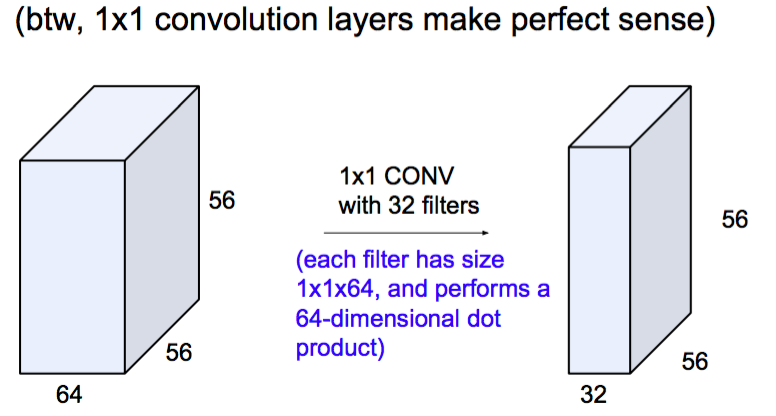 (btw, 1x1 convolution layers make perfect sense)
56
56
64
1x1 CONV
with 32 filters
(each filter has size
1x1x64, and performs a
64-dimensional dot
product)
56
56
32